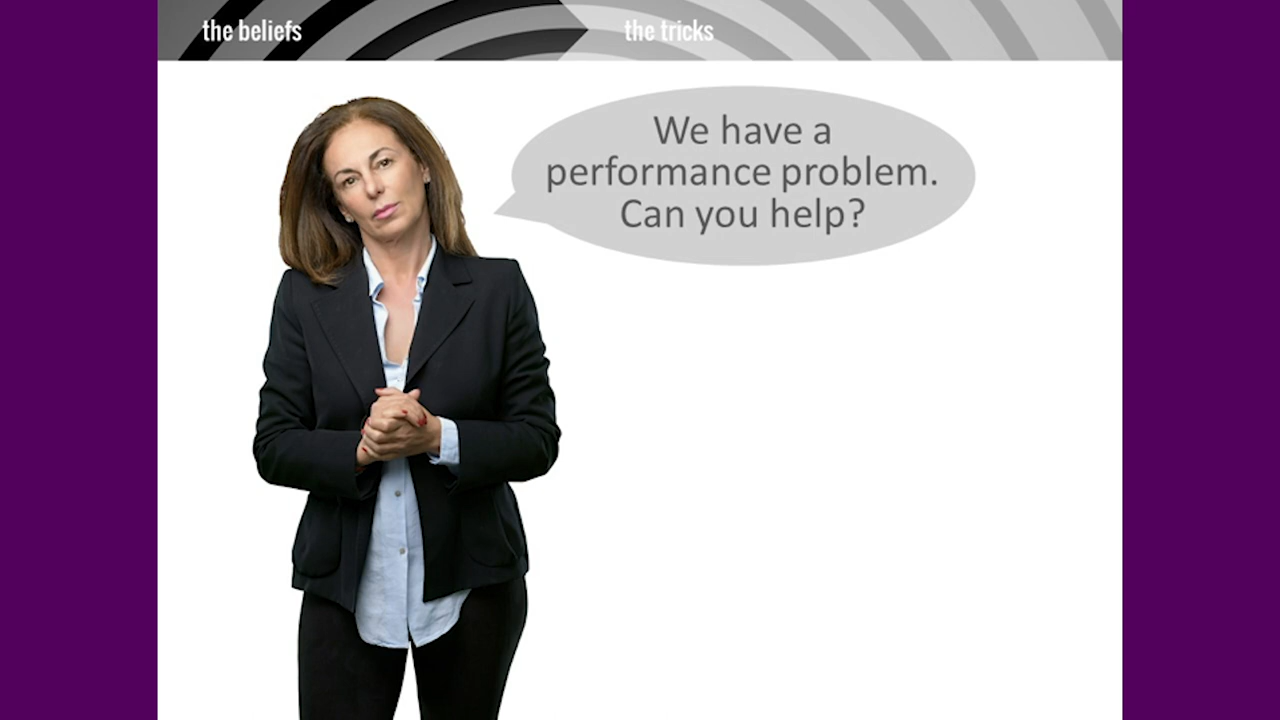 the beliefs
the tricks
We have a
performance problem.
Can you help?